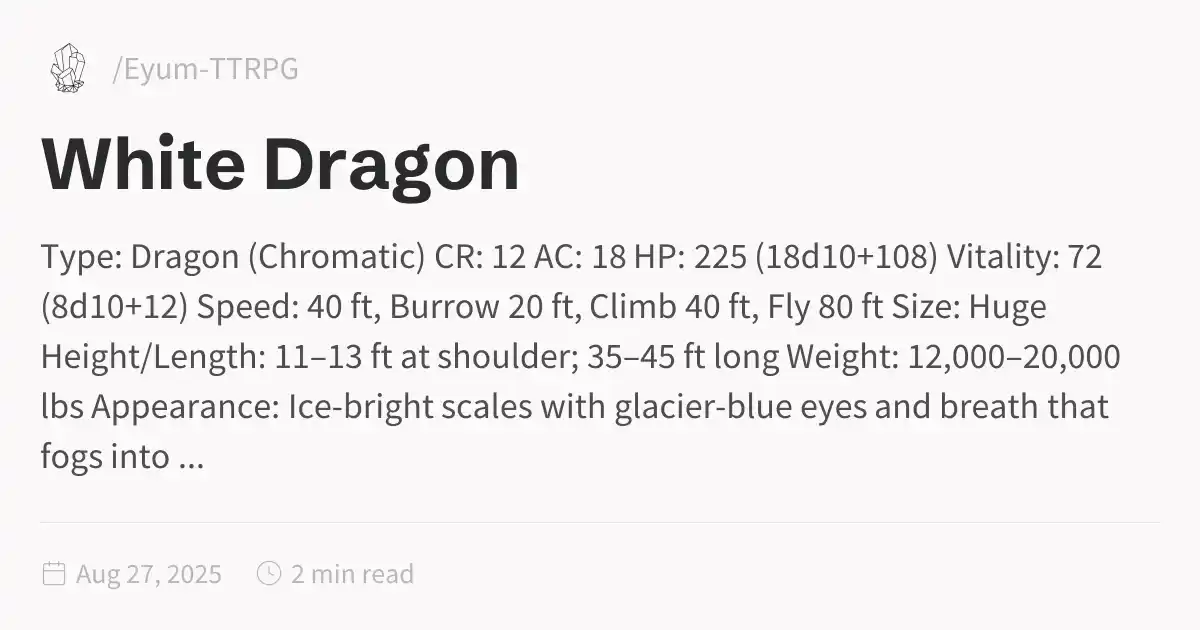 /Eyum-TTRPG
White Dragon
Type: Dragon (Chromatic) CR: 12 AC: 18 HP: 225 (18d10+108) Vitality: 72
(8d10+12) Speed: 40 ft, Burrow 20 ft, Climb 40 ft, Fly 80 ft Size: Huge
Height/Length: 11–13 ft at shoulder; 35–45 ft long Weight: 12,000–20,000
lbs Appearance: Ice-bright scales with glacier-blue eyes and breath that
fogs into ...
Aug 27, 2025 2 min read